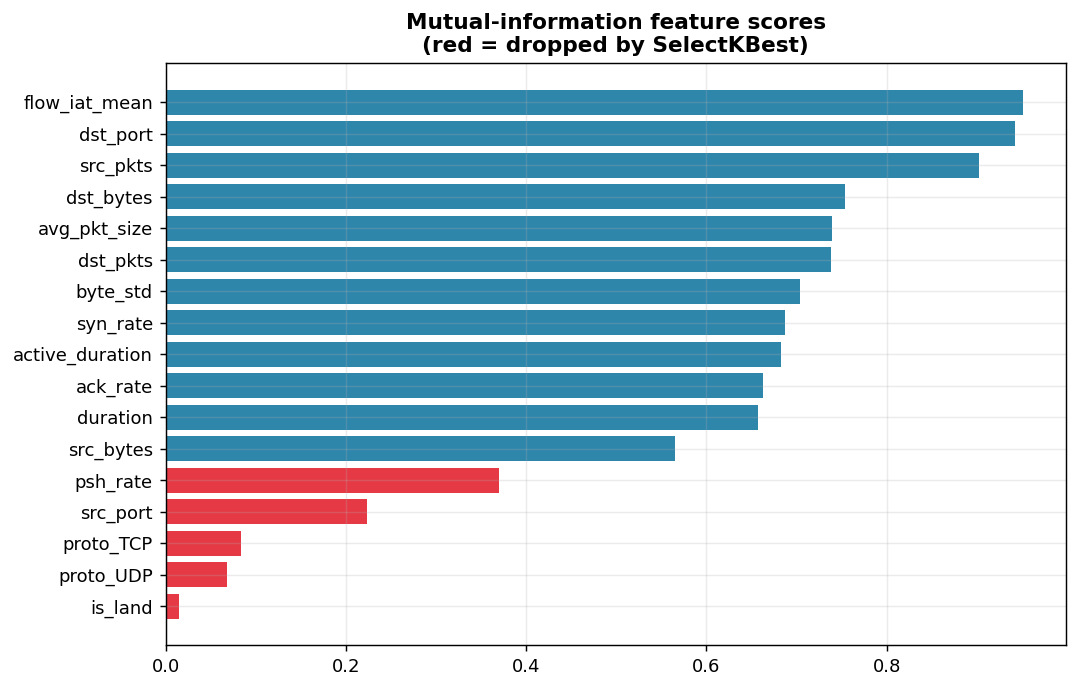 Mutual-information feature scores
(red = dropped by SelectKBest)
flow_iat_mean
dst_port
src_pkts
dst_bytes
avg_pkt_size
dst_pkts
byte_std
syn_rate
active_duration
ack_rate
duration
src_bytes
psh_rate
src_port
proto_TCP
proto_UDP
is_land
0.0 0.2 0.4 0.6 0.8